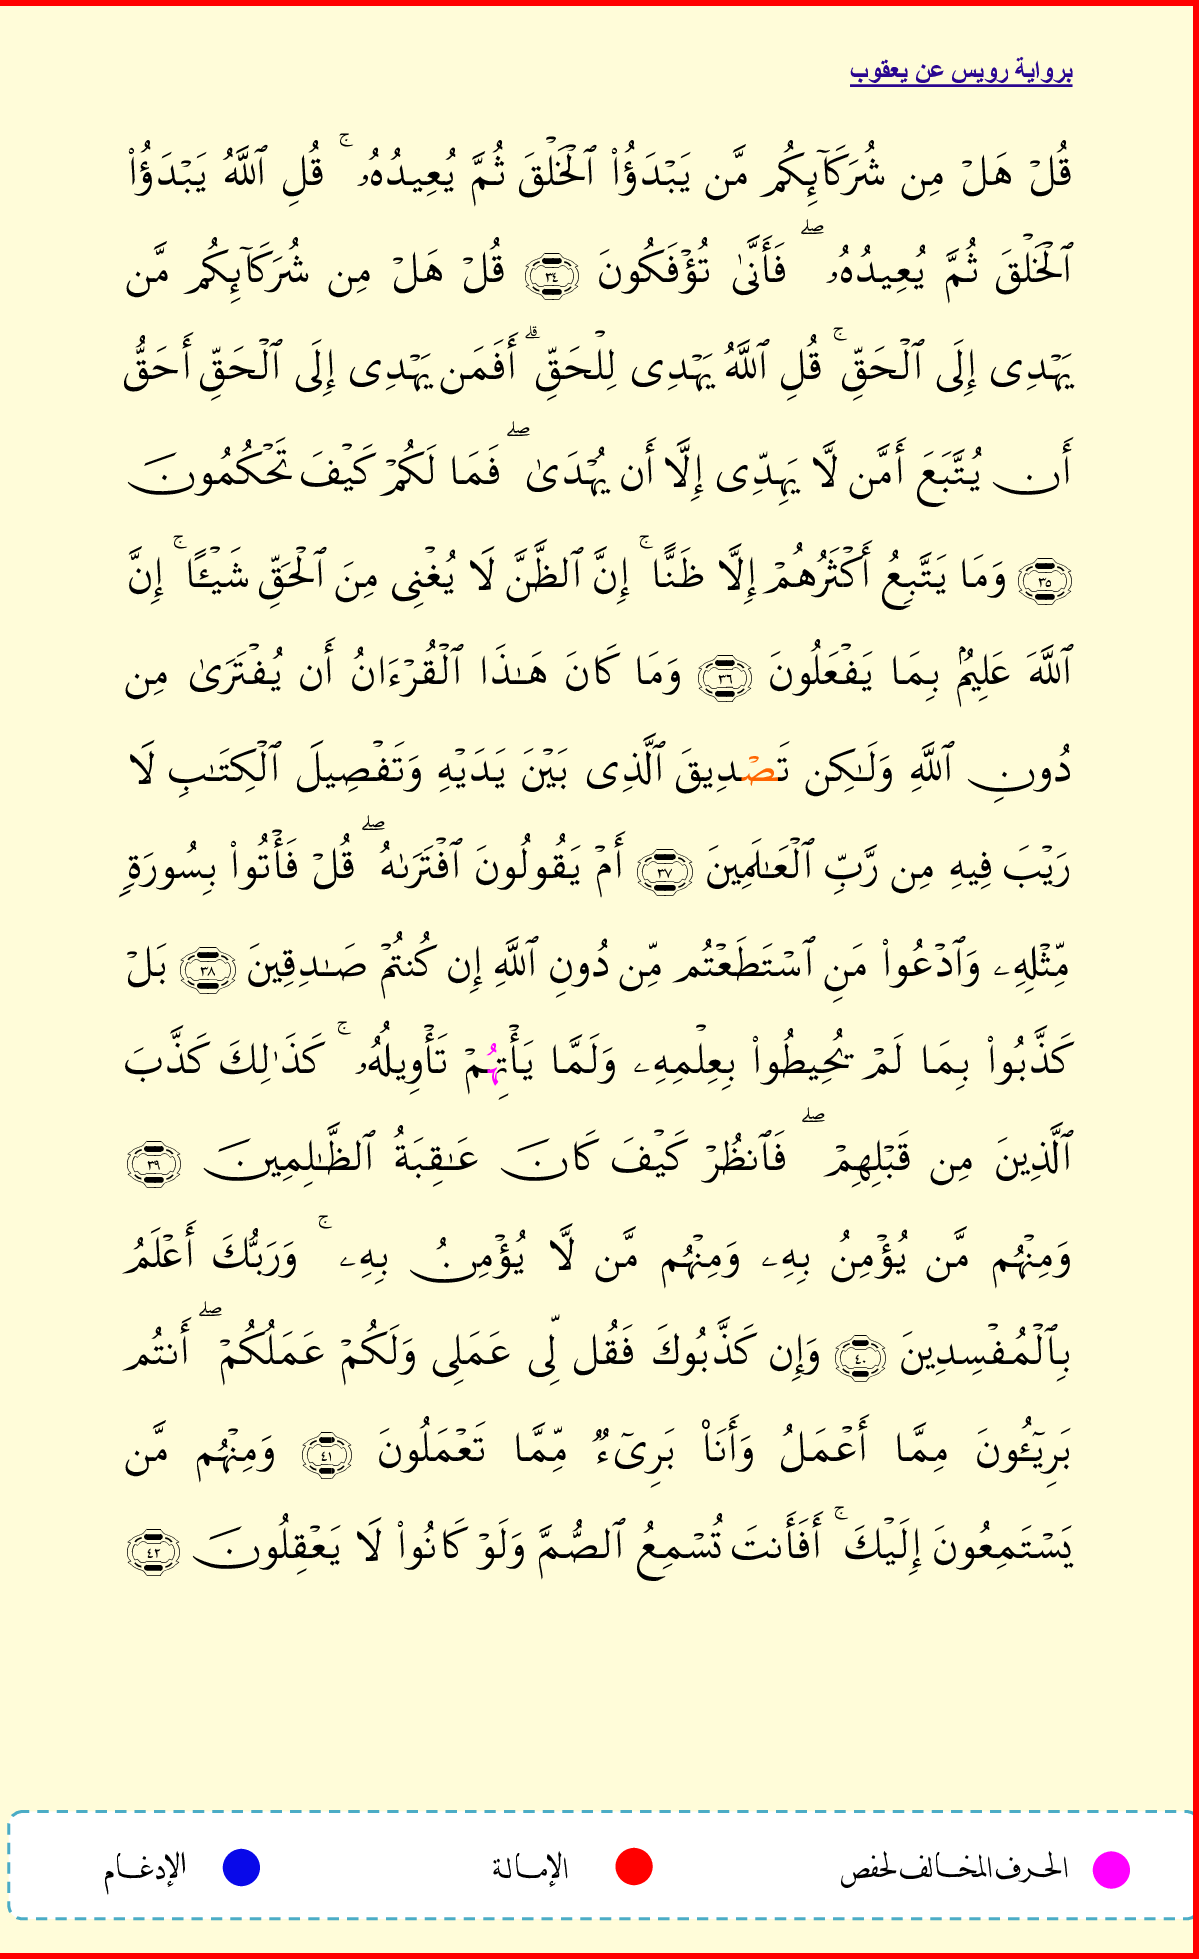 برواية رويس عن يعقوب
قُلۡ هَلۡ مِن شُرَكَآئِكُم مَّن يَبۡدَؤُاْ ٱلۡخَلۡقَ ثُمَّ يُعِيدُهُۥۚ قُلِ ٱللَّهُ يَبۡدَؤُاْ
ٱلۡخَلۡقَ ثُمَّ يُعِيدُهُۥۖ فَأَنَّىٰ تُؤۡفَكُونَ ٣٤ قُلۡ هَلۡ مِن شُرَكَآئِكُم مَّن
يَهۡدِى إِلَى ٱلۡحَقِّۚ قُلِ ٱللَّهُ يَهۡدِى لِلۡحَقِّۗ أَفَمَن يَهۡدِى إِلَى ٱلۡحَقِّ أَحَقُّ
أَن يُتَّبَعَ أَمَّن لَّا يَهِدِّى إِلَّا أَن يُهۡدَىٰۖ فَمَا لَكُمۡ كَيۡفَ تَحۡكُمُونَ
٣٥ وَمَا يَتَّبِعُ أَكۡثَرُهُمۡ إِلَّا ظَنًّاۚ إِنَّ ٱلظَّنَّ لَا يُغۡنِى مِنَ ٱلۡحَقِّ شَيۡـًٔاۚ إِنَّ
ٱللَّهَ عَلِيمُۢ بِمَا يَفۡعَلُونَ ٣٦ وَمَا كَانَ هَـٰذَا ٱلۡقُرۡءَانُ أَن يُفۡتَرَىٰ مِن
دُونِ ٱللَّهِ وَلَـٰكِن تَصۡدِيقَ ٱلَّذِى بَيۡنَ يَدَيۡهِ وَتَفۡصِيلَ ٱلۡكِتَـٰبِ لَا
رَيۡبَ فِيهِ مِن رَّبِّ ٱلۡعَـٰلَمِينَ ٣٧ أَمۡ يَقُولُونَ ٱفۡتَرَىٰهُۖ قُلۡ فَأۡتُواْ بِسُورَةٍ
مِّثۡلِهِۦ وَٱدۡعُواْ مَنِ ٱسۡتَطَعۡتُم مِّن دُونِ ٱللَّهِ إِن كُنتُمۡ صَـٰدِقِينَ ٣٨ بَلۡ
كَذَّبُواْ بِمَا لَمۡ يُحِيطُواْ بِعِلۡمِهِۦ وَلَمَّا يَأۡتِهُمۡ تَأۡوِيلُهُۥۚ كَذَٰلِكَ كَذَّبَ
ٱلَّذِينَ مِن قَبۡلِهِمۡۖ فَٱنظُرۡ كَيۡفَ كَانَ عَـٰقِبَةُ ٱلظَّـٰلِمِينَ ٣٩
وَمِنۡهُم مَّن يُؤۡمِنُ بِهِۦ وَمِنۡهُم مَّن لَّا يُؤۡمِنُ بِهِۦۚ وَرَبُّكَ أَعۡلَمُ
بِٱلۡمُفۡسِدِينَ ٤٠ وَإِن كَذَّبُوكَ فَقُل لِّى عَمَلِى وَلَكُمۡ عَمَلُكُمۡۖ أَنتُم
بَرِيٓـُٔونَ مِمَّا أَعۡمَلُ وَأَنَا۠ بَرِىٓءٌ مِّمَّا تَعۡمَلُونَ ٤١ وَمِنۡهُم مَّن
يَسۡتَمِعُونَ إِلَيۡكَۚ أَفَأَنتَ تُسۡمِعُ ٱلصُّمَّ وَلَوۡ كَانُواْ لَا يَعۡقِلُونَ ٤٢
الحرف المخالف لحفص الإمالة الإدغام